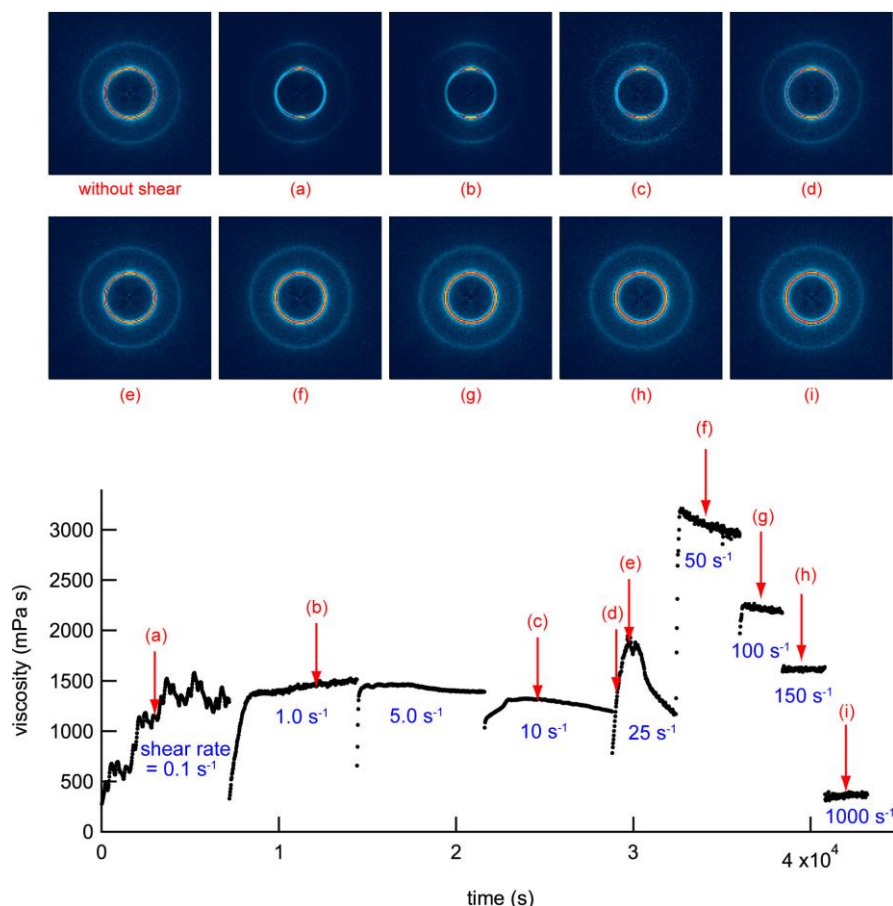 without shear
(a)
(b)
(c)
(d)
(e)
(f)
(g)
(h)
(i)
viscosity (mPa s)
3000
2500
2000
1500
1000
500
0
(a)
shear rate
= 0.1 s⁻¹
(b)
1.0 s⁻¹
5.0 s⁻¹
(c)
10 s⁻¹
(d)
(e)
25 s⁻¹
(f)
50 s⁻¹
(g)
100 s⁻¹
(h)
150 s⁻¹
(i)
1000 s⁻¹
0
1
2
3
4 x10⁴
time (s)